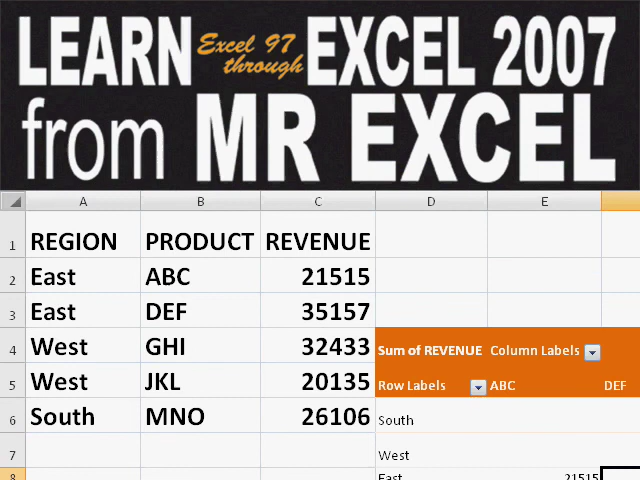 LEARN Excel 97 through EXCEL 2007
from MR EXCEL
A B C D E
1 REGION PRODUCT REVENUE
2 East ABC 21515
3 East DEF 35157
4 West GHI 32433 Sum of REVENUE Column Labels
5 West JKL 20135 Row Labels ABC DEF
6 South MNO 26106 South
7 West
8 East 21515